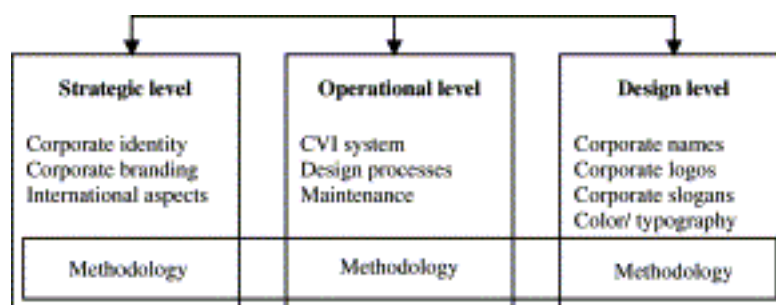 Strategic level
Corporate identity
Corporate branding
International aspects
Methodology
Operational level
CVI system
Design processes
Maintenance
Methodology
Design level
Corporate names
Corporate logos
Corporate slogans
Color/ typography
Methodology